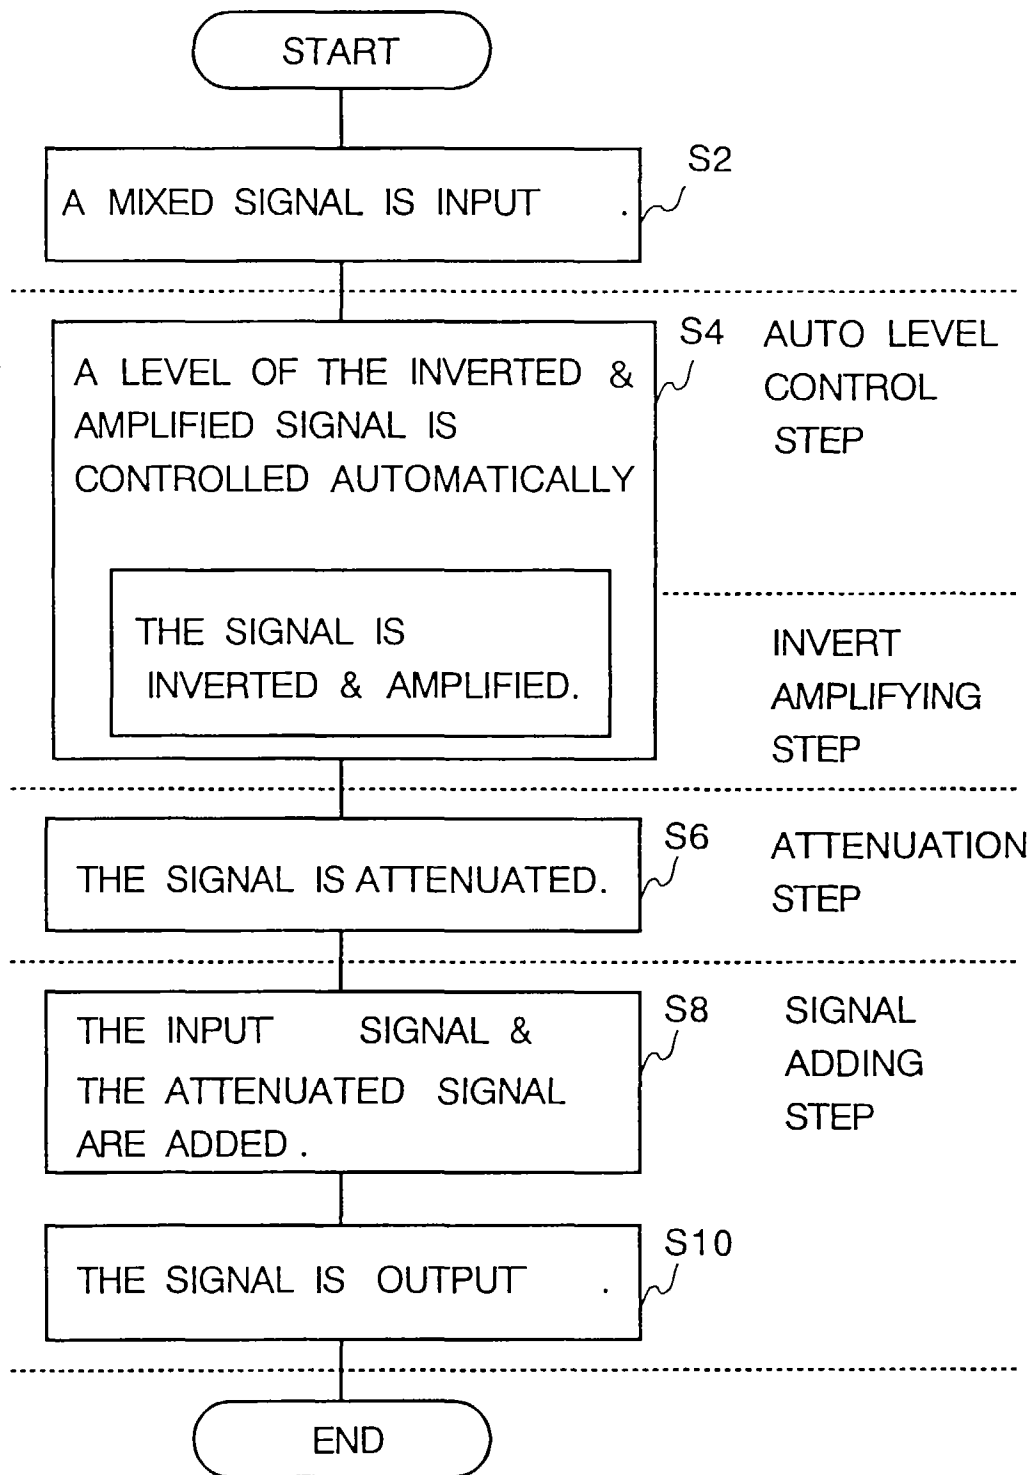 START
S2
A MIXED SIGNAL IS INPUT .
S4
A LEVEL OF THE INVERTED &
AMPLIFIED SIGNAL IS
CONTROLLED AUTOMATICALLY
AUTO LEVEL
CONTROL
STEP
THE SIGNAL IS
INVERTED & AMPLIFIED.
INVERT
AMPLIFYING
STEP
S6
THE SIGNAL IS ATTENUATED.
ATTENUATION
STEP
S8
THE INPUT SIGNAL &
THE ATTENUATED SIGNAL
ARE ADDED .
SIGNAL
ADDING
STEP
S10
THE SIGNAL IS OUTPUT .
END